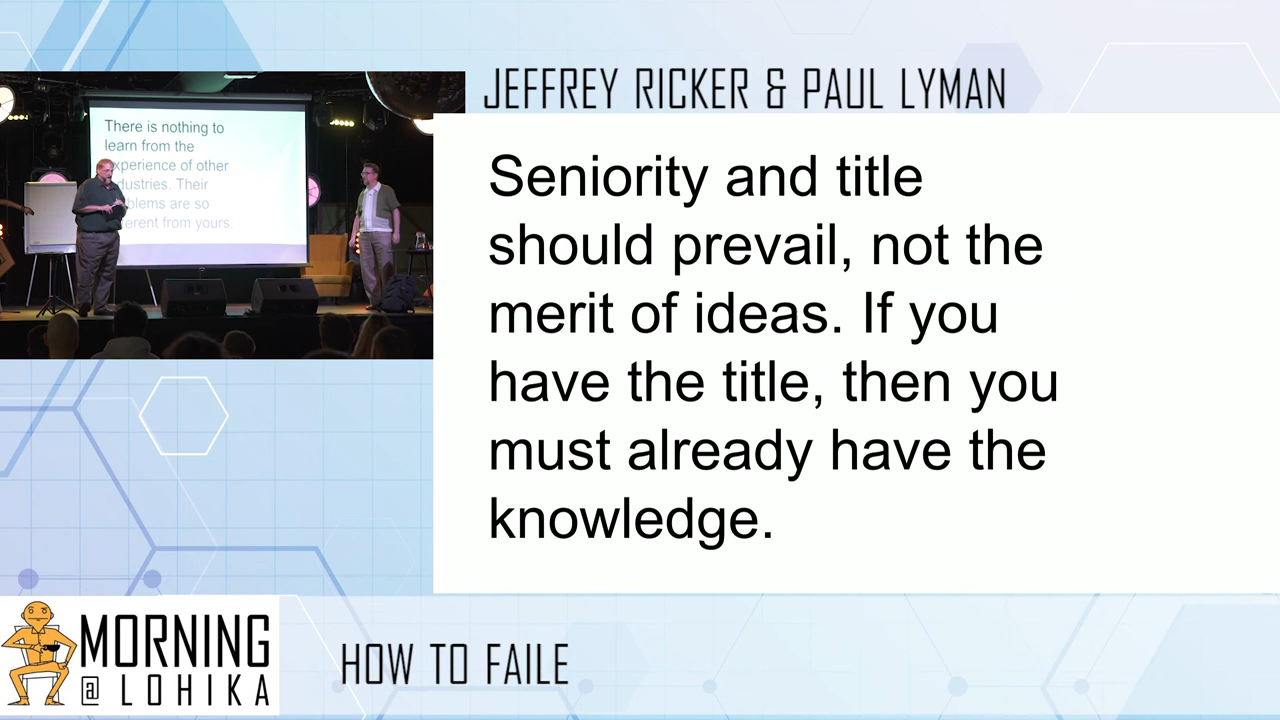 JEFFREY RICKER & PAUL LYMAN
There is nothing to
learn from the
experience of other
industries. Their
problems are so
different from yours.
Seniority and title
should prevail, not the
merit of ideas. If you
have the title, then you
must already have the
knowledge.
MORNING
@ LOHIKA
HOW TO FAILE